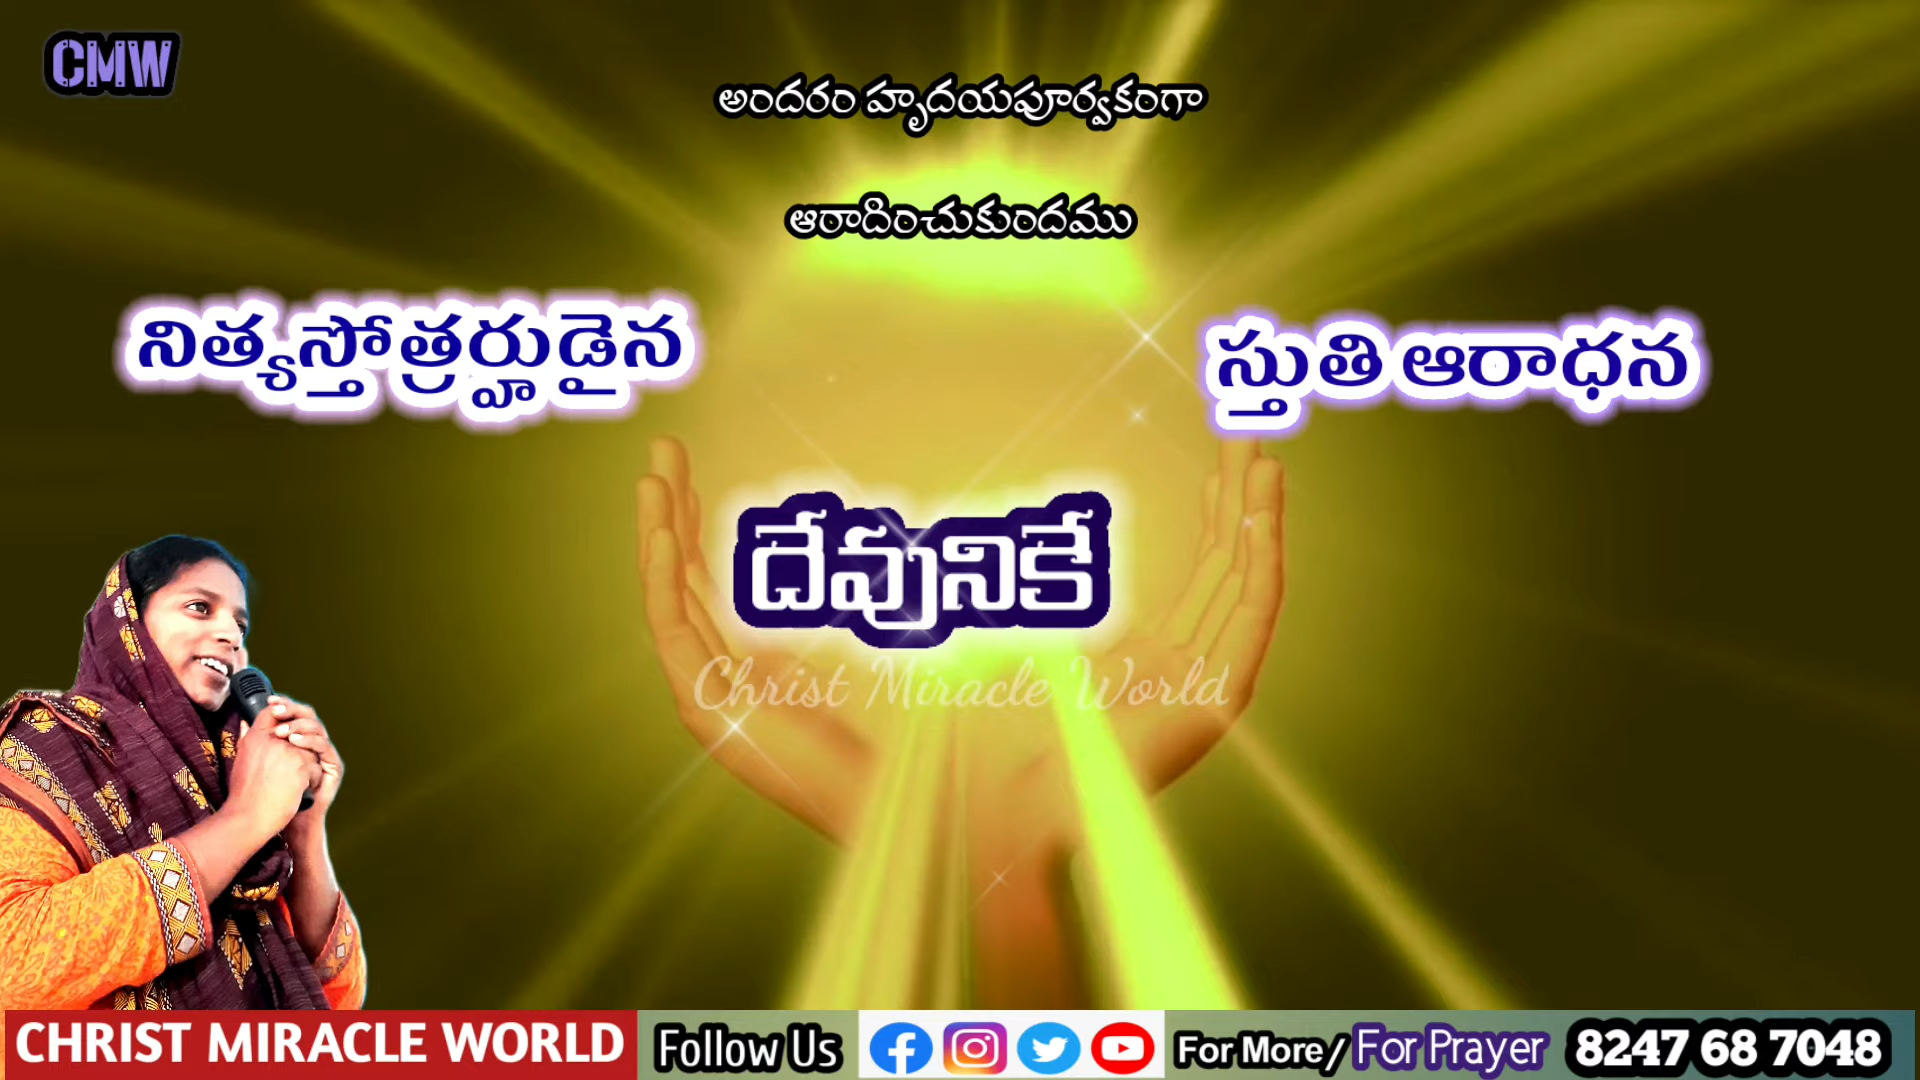 CMW
అందరం హృదయపూర్వకంగా
ఆరాదించుకుందము
నిత్యస్తోత్రర్హుడైన
స్తుతి ఆరాధన
దేవునికే
Christ Miracle World
CHRIST MIRACLE WORLD Follow Us For More/ For Prayer 8247 68 7048